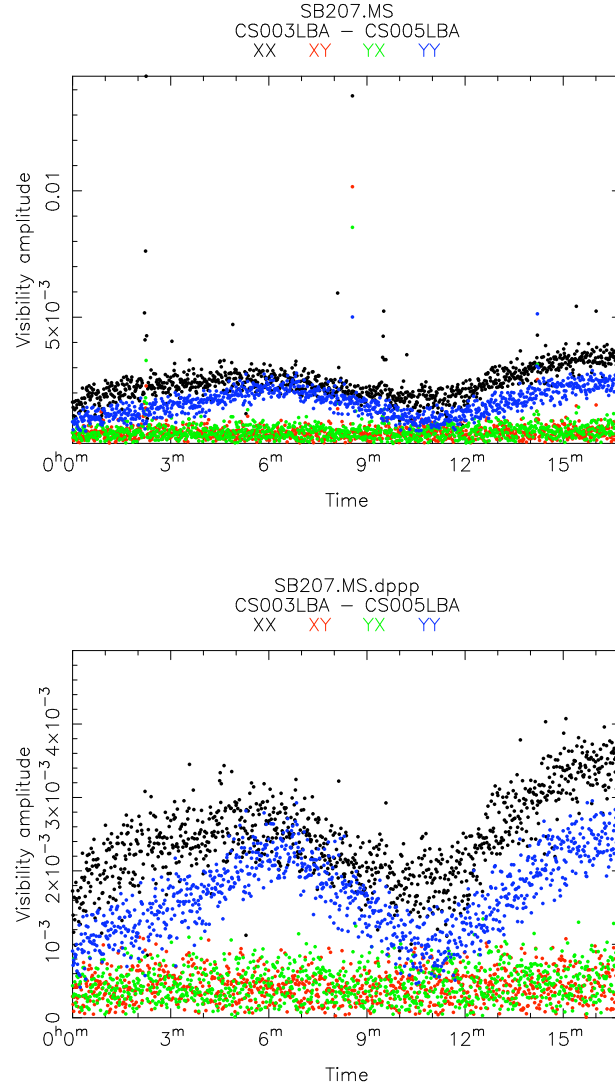 SB207.MS
CS003LBA – CS005LBA
XX XY YX YY
Visibility amplitude
0.01
5×10⁻³
0ʰ0ᵐ 3ᵐ 6ᵐ 9ᵐ 12ᵐ 15ᵐ
Time
SB207.MS.dppp
CS003LBA – CS005LBA
XX XY YX YY
Visibility amplitude
4×10⁻³
3×10⁻³
2×10⁻³
10⁻³
0
0ʰ0ᵐ 3ᵐ 6ᵐ 9ᵐ 12ᵐ 15ᵐ
Time